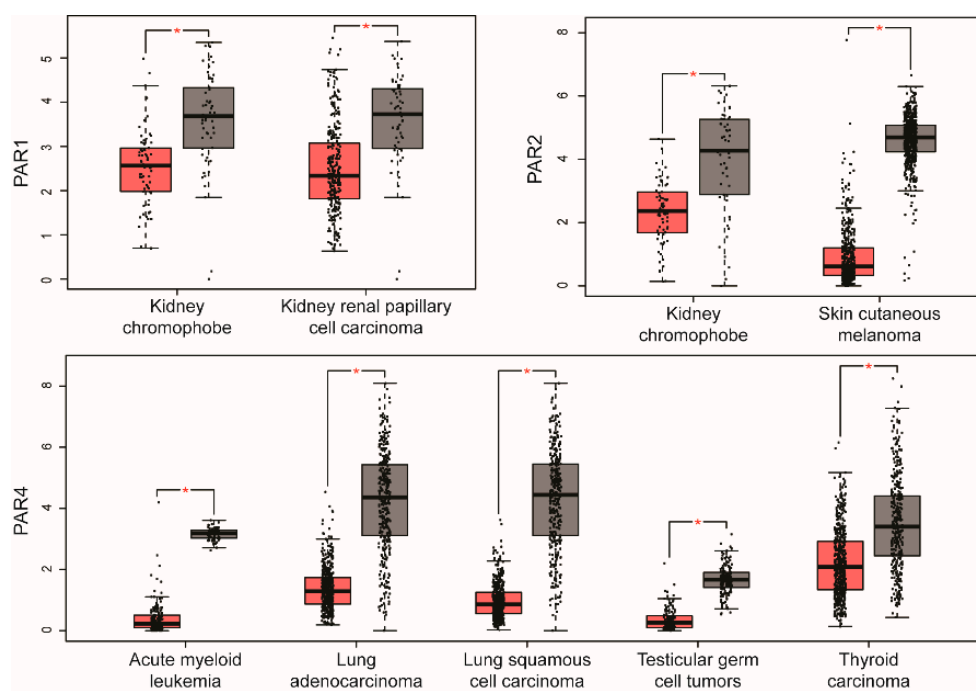 PAR1
5
4
3
2
1
0
*
*
Kidney
chromophobe
Kidney renal papillary
cell carcinoma
PAR2
8
6
4
2
0
*
*
Kidney
chromophobe
Skin cutaneous
melanoma
PAR4
8
6
4
2
0
*
*
*
*
*
Acute myeloid
leukemia
Lung
adenocarcinoma
Lung squamous
cell carcinoma
Testicular germ
cell tumors
Thyroid
carcinoma